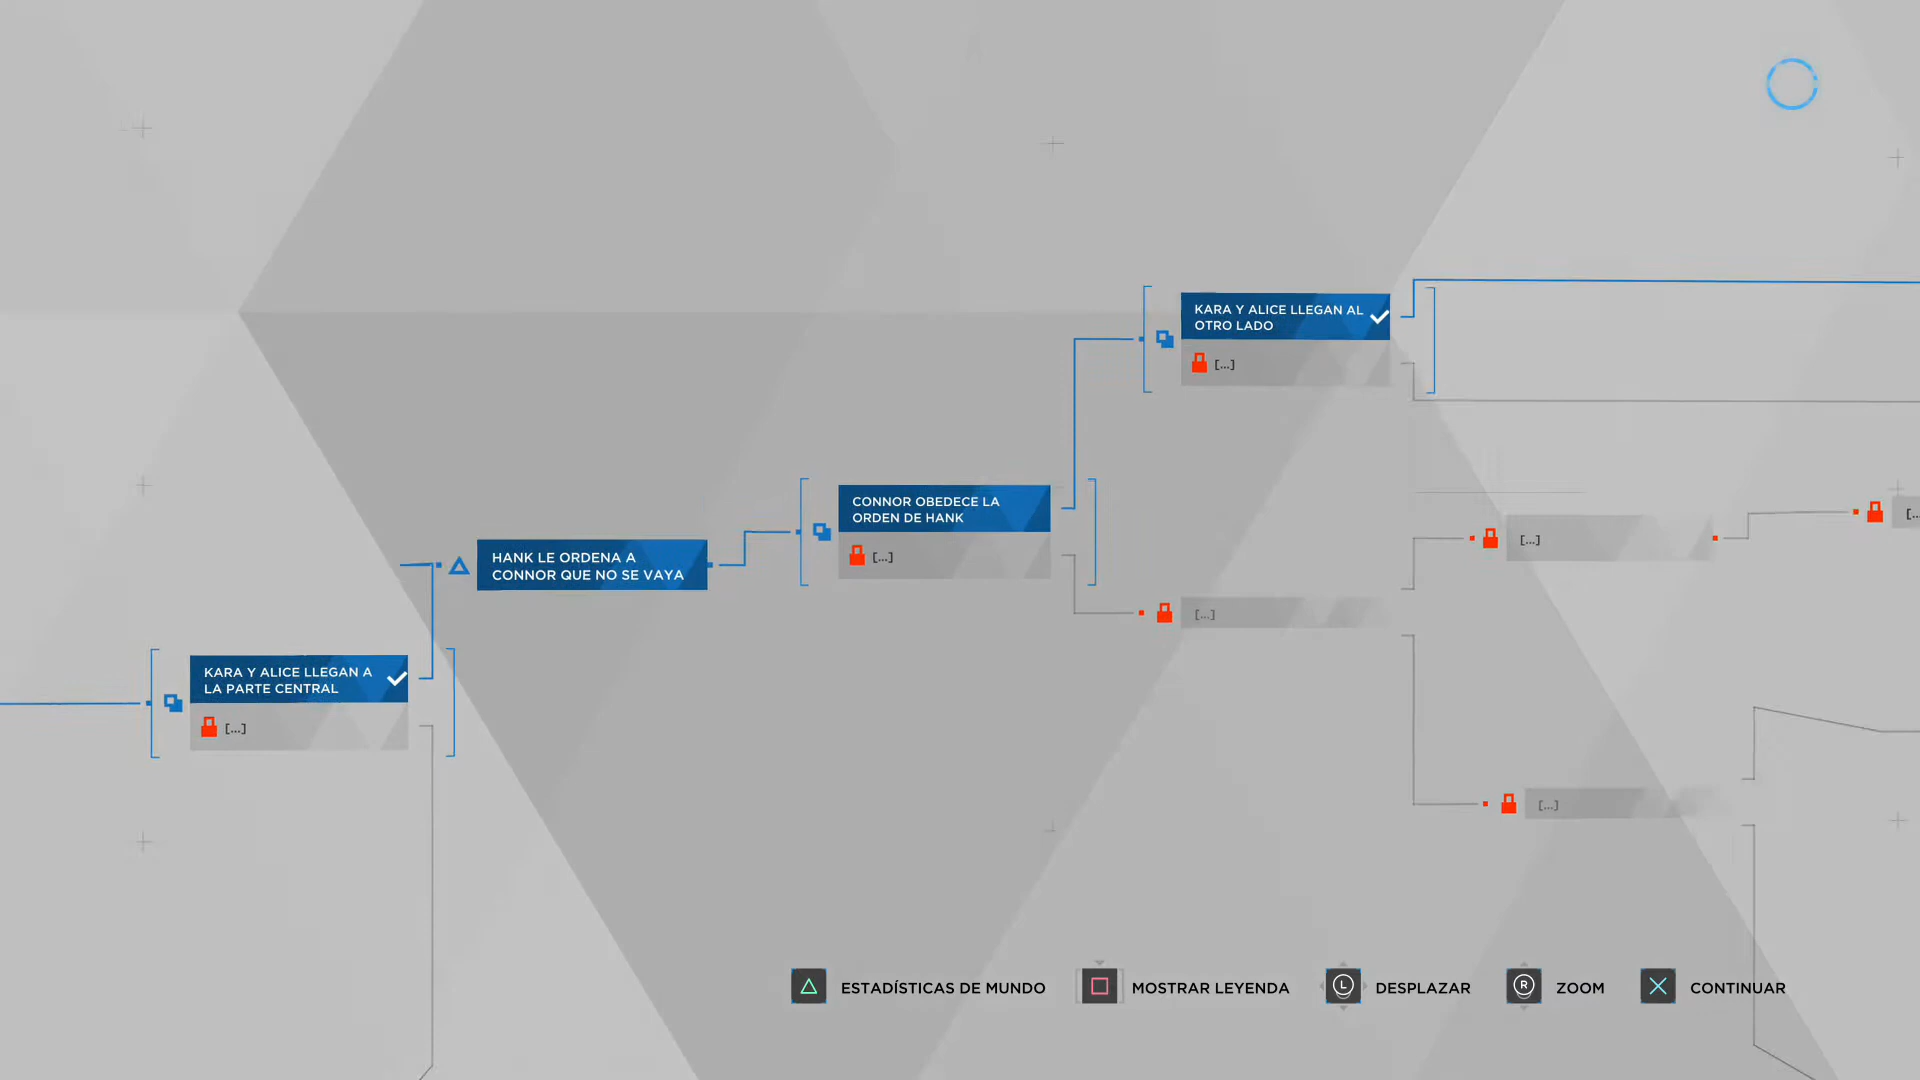 KARA Y ALICE LLEGAN AL
OTRO LADO
[...]
CONNOR OBEDECE LA
ORDEN DE HANK
[...]
[...]
[...
HANK LE ORDENA A
CONNOR QUE NO SE VAYA
[...]
KARA Y ALICE LLEGAN A
LA PARTE CENTRAL
[...]
[...]
ESTADÍSTICAS DE MUNDO
MOSTRAR LEYENDA
L
DESPLAZAR
R
ZOOM
CONTINUAR